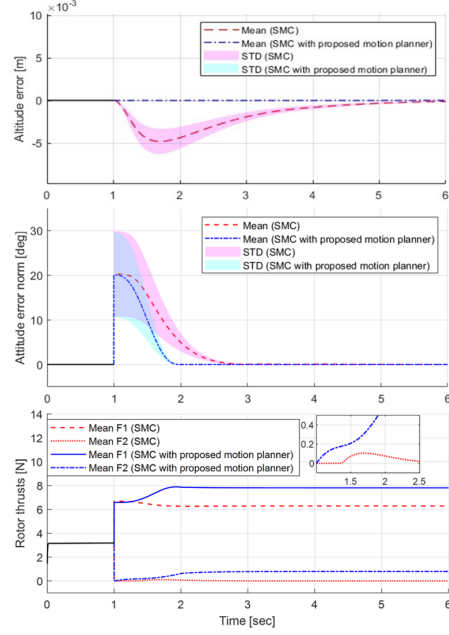 10
×10⁻³
Mean (SMC)
Mean (SMC with proposed motion planner)
STD (SMC)
STD (SMC with proposed motion planner)
Altitude error [m]
5
0
-5
0
1
2
3
4
5
6
Mean (SMC)
Mean (SMC with proposed motion planner)
STD (SMC)
STD (SMC with proposed motion planner)
Attitude error norm [deg]
40
30
20
10
0
0
1
2
3
4
5
6
Mean F1 (SMC)
Mean F2 (SMC)
Mean F1 (SMC with proposed motion planner)
Mean F2 (SMC with proposed motion planner)
0.4
0.2
0
1.5
2
2.5
Rotor thrusts [N]
14
12
10
8
6
4
2
0
0
1
2
3
4
5
6
Time [sec]